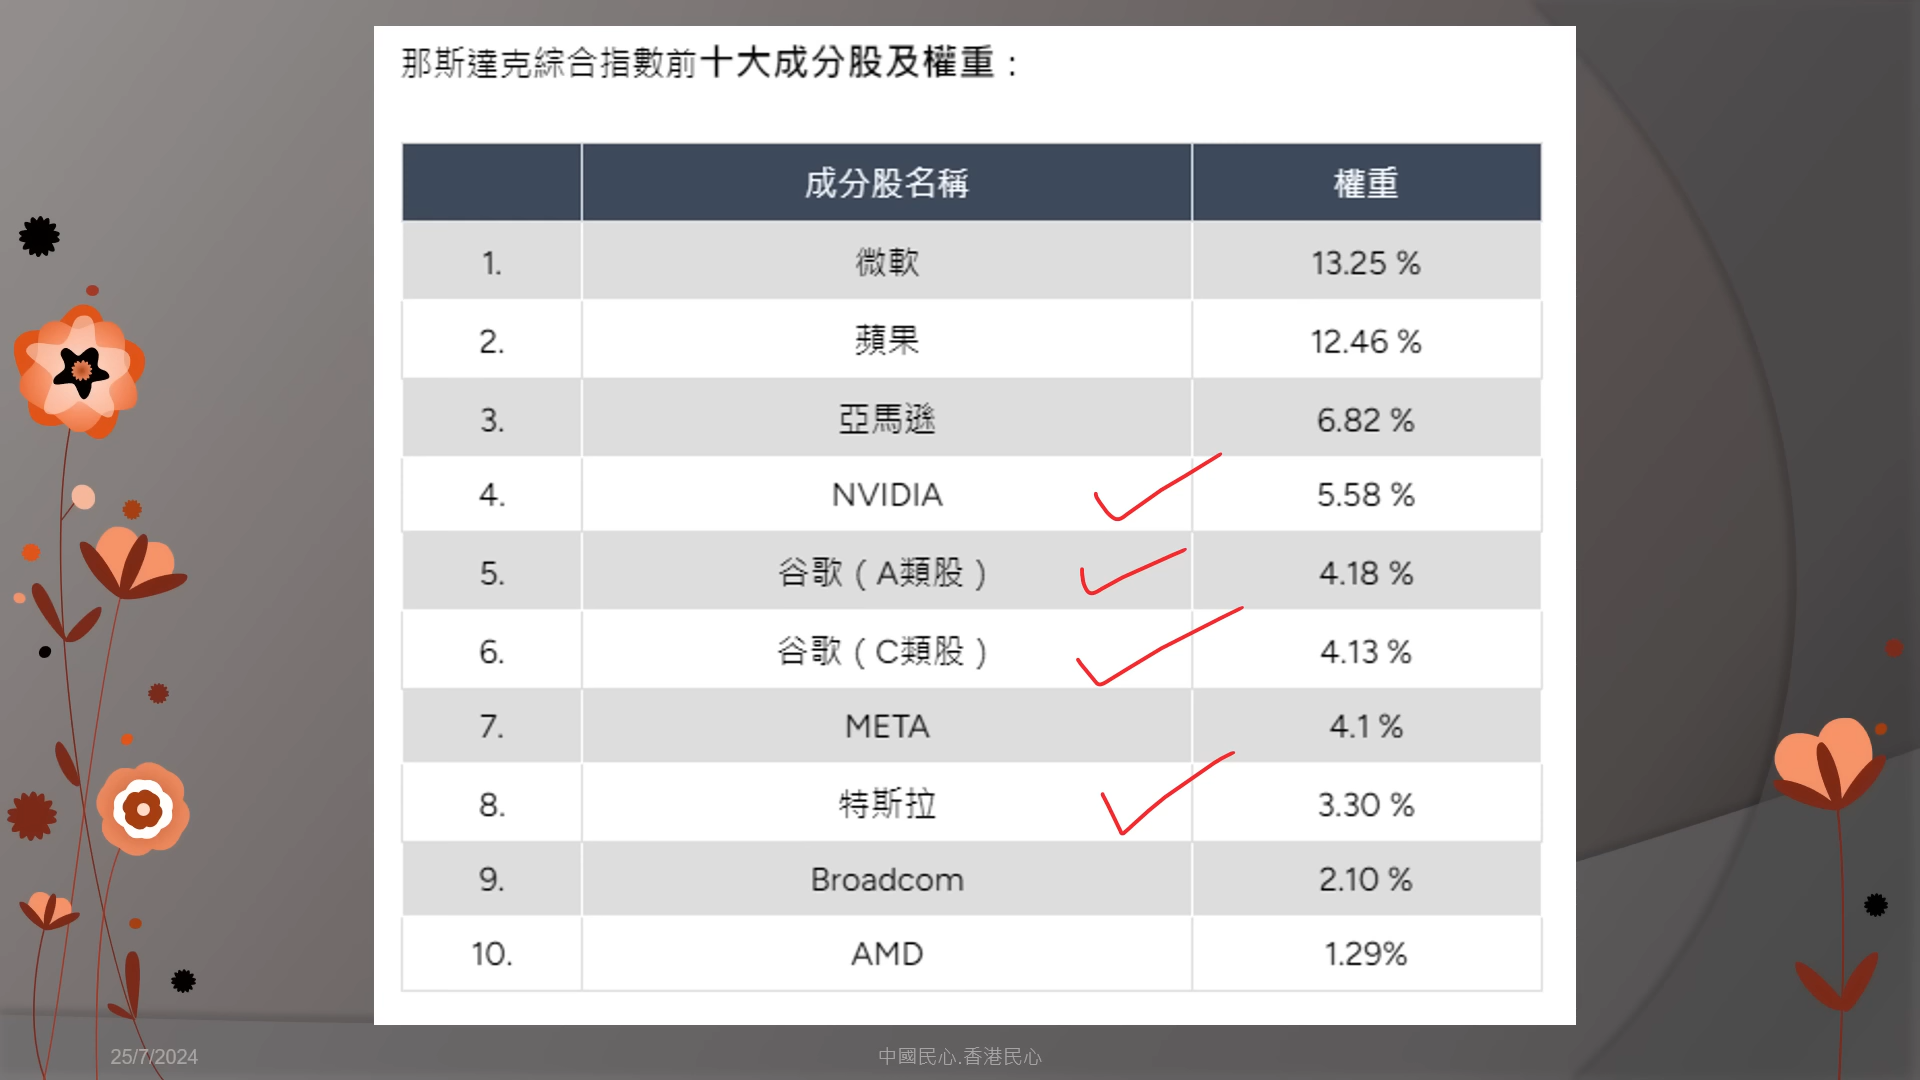 那斯達克綜合指數前十大成分股及權重：
成分股名稱 權重
1. 微軟 13.25 %
2. 蘋果 12.46 %
3. 亞馬遜 6.82 %
4. NVIDIA 5.58 %
5. 谷歌（A類股） 4.18 %
6. 谷歌（C類股） 4.13 %
7. META 4.1 %
8. 特斯拉 3.30 %
9. Broadcom 2.10 %
10. AMD 1.29%
25/7/2024 中國民心.香港民心